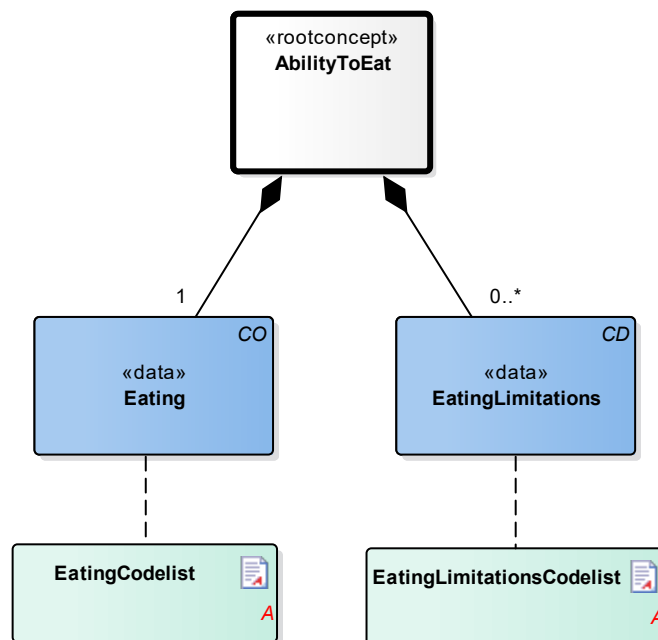 «rootconcept»
AbilityToEat
1
0..*
CO
«data»
Eating
CD
«data»
EatingLimitations
EatingCodelist
A
EatingLimitationsCodelist
A